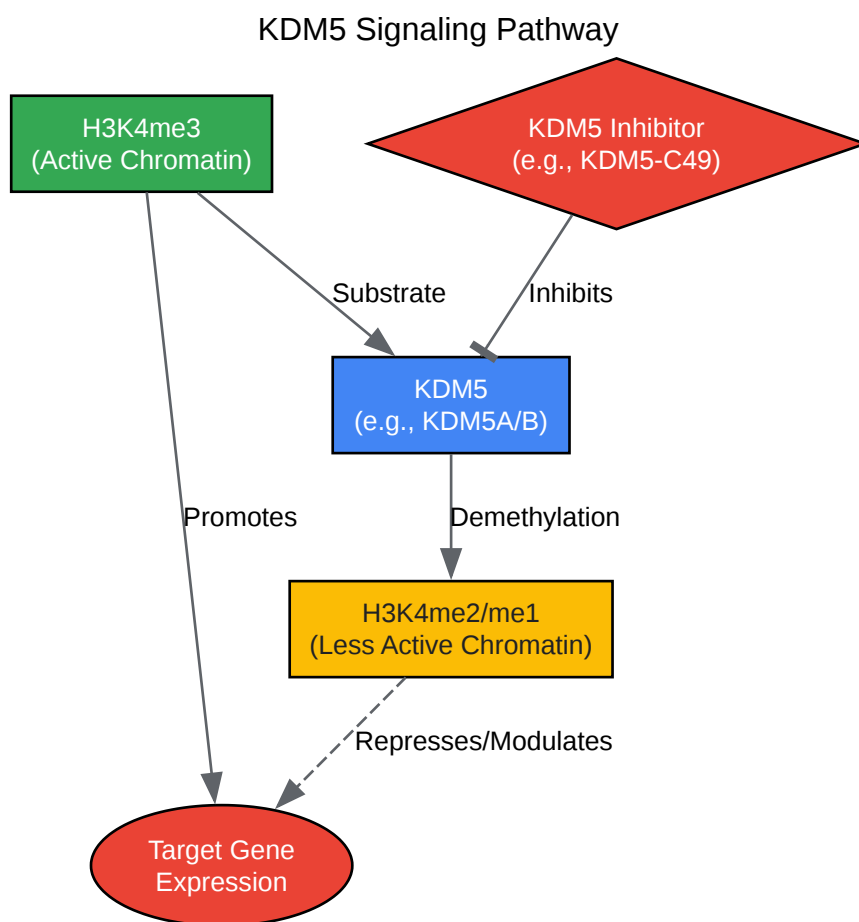 KDM5 Signaling Pathway
H3K4me3
(Active Chromatin)
KDM5 Inhibitor
(e.g., KDM5-C49)
Substrate
Inhibits
KDM5
(e.g., KDM5A/B)
Promotes
Demethylation
H3K4me2/me1
(Less Active Chromatin)
Represses/Modulates
Target Gene
Expression